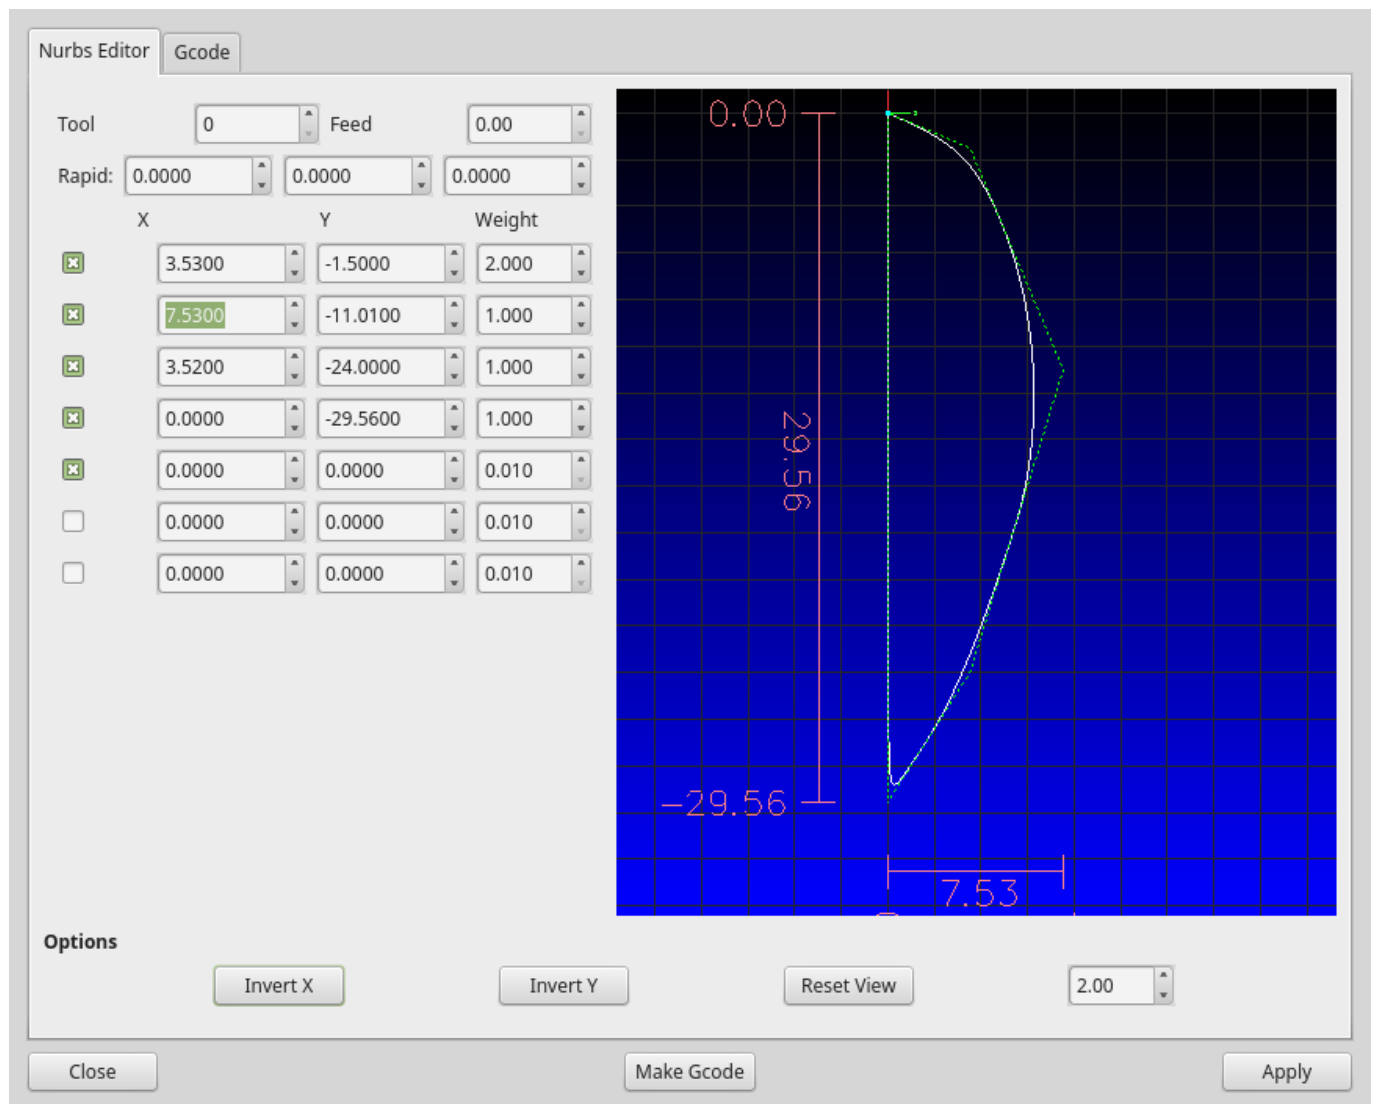 Nurbs Editor Gcode
Tool 0 Feed 0.00
Rapid: 0.0000 0.0000 0.0000
X Y Weight
3.5300 -1.5000 2.000
7.5300 -11.0100 1.000
3.5200 -24.0000 1.000
0.0000 -29.5600 1.000
0.0000 0.0000 0.010
0.0000 0.0000 0.010
0.0000 0.0000 0.010
0.00
29.56
-29.56
7.53
Options
Invert X Invert Y Reset View 2.00
Close Make Gcode Apply